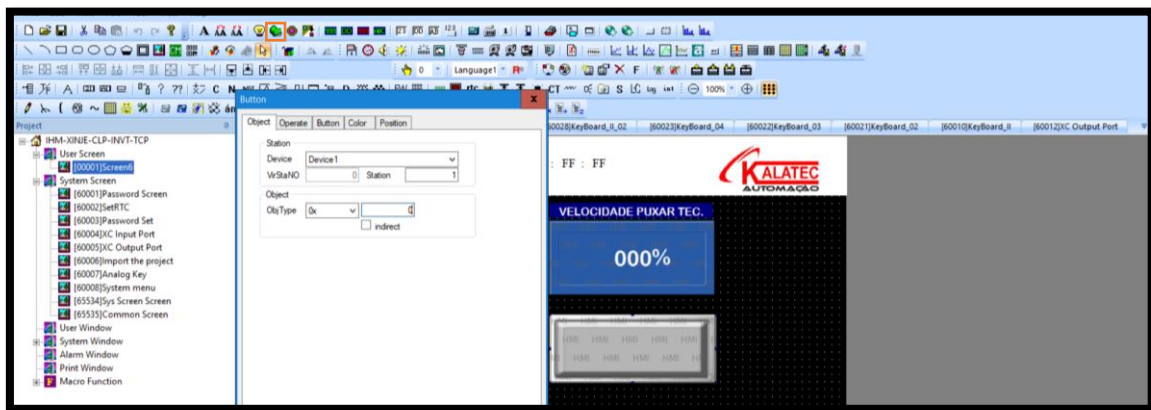 Language1
100%
Button
Project
60028]KeyBoard_II_02
[60023]KeyBoard_04
[60022]KeyBoard_03
[60021]KeyBoard_02
[60010]KeyBoard_II
[60012]XC Output Port
IHM-XINJE-CLP-INVT-TCP
User Screen
[00001]Screen6
System Screen
[60001]Password Screen
[60002]SetRTC
[60003]Password Set
[60004]XC Input Port
[60005]XC Output Port
[60006]Import the project
[60007]Analog Key
[60008]System menu
[65534]Sys Screen Screen
[65535]Common Screen
User Window
System Window
Alarm Window
Print Window
Macro Function
Object Operate Button Color Position
Station
Device Device1
VirStaNO 0 Station 1
Object
ObjType 0x 0
indirect
: FF : FF
KALATEC
AUTOMAÇÃO
VELOCIDADE PUXAR TEC.
000%